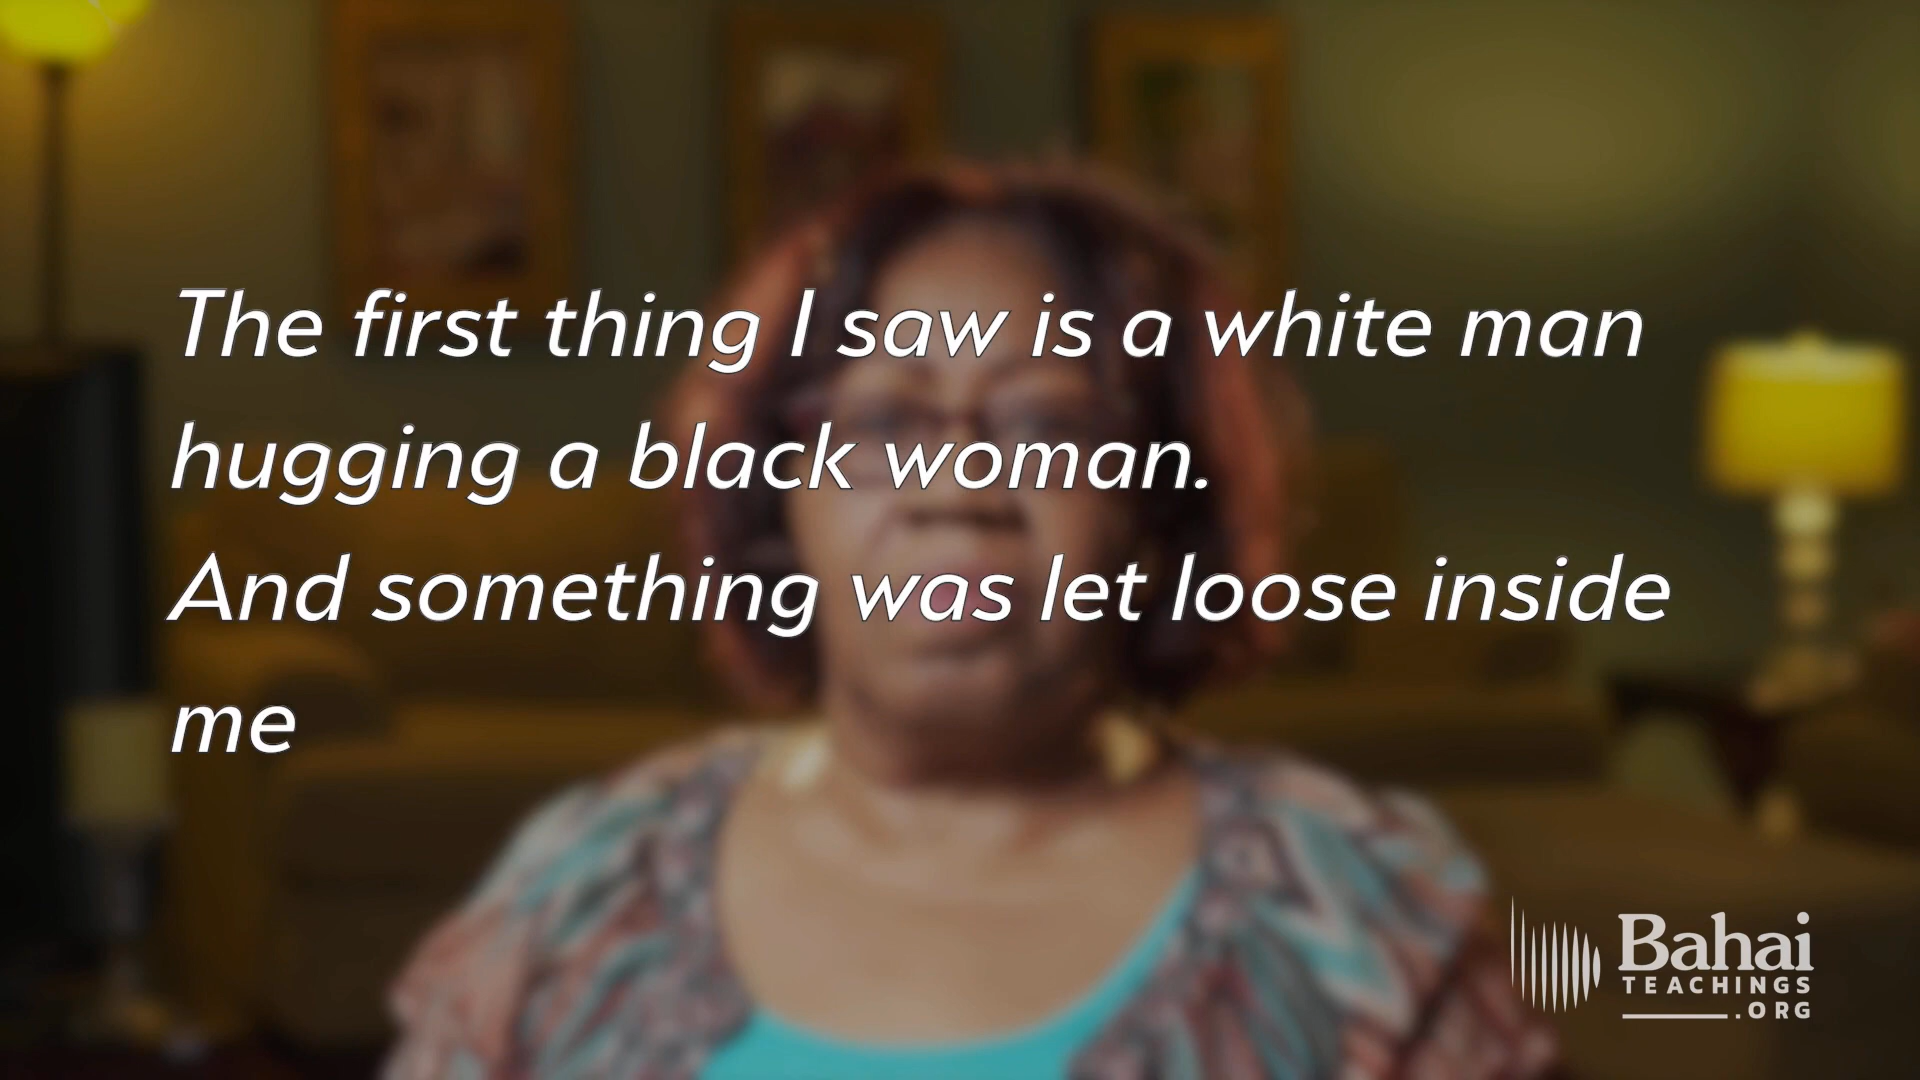 The first thing I saw is a white man
hugging a black woman.
And something was let loose inside
me
Bahai
TEACHINGS
.ORG